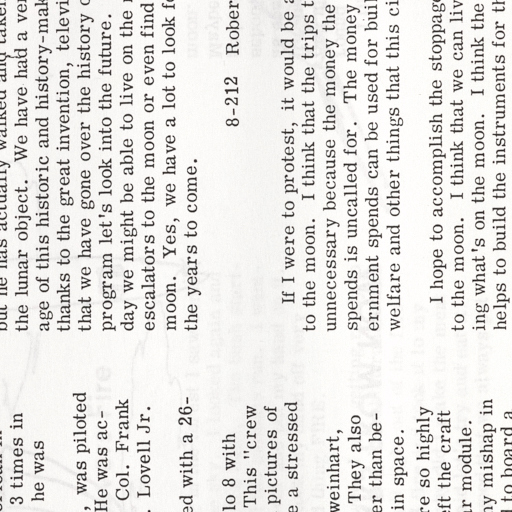 3 times in
he was
, was piloted
He was ac-
Col. Frank
. Lovell Jr.
ed with a 26-
lo 8 with
This "crew
pictures of
e a stressed
weinhart,
They also
er than be-
in space.
re so highly
eft the craft
r module.
ny mishap in
to board a
but he has actually walked and taken
the lunar object. We have had a ver
age of this historic and history-mak
thanks to the great invention, televi
that we have gone over the history o
program let's look into the future.
day we might be able to live on the
escalators to the moon or even find
moon. Yes, we have a lot to look fo
the years to come.
8-212 Rober
If I were to protest, it would be a
to the moon. I think that the trips t
unnecessary because the money the
spends is uncalled for. The money
ernment spends can be used for buil
welfare and other things that this ci
I hope to accomplish the stoppage
to the moon. I think that we can liv
ing what's on the moon. I think the
helps to build the instruments for th